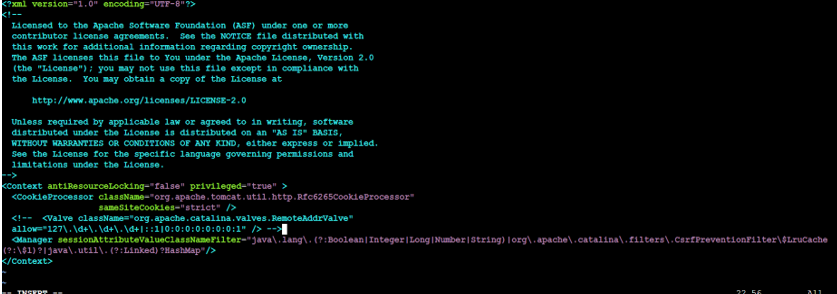 <?xml version="1.0" encoding="UTF-8"?>
<!--
  Licensed to the Apache Software Foundation (ASF) under one or more
  contributor license agreements.  See the NOTICE file distributed with
  this work for additional information regarding copyright ownership.
  The ASF licenses this file to You under the Apache License, Version 2.0
  (the "License"); you may not use this file except in compliance with
  the License.  You may obtain a copy of the License at

      http://www.apache.org/licenses/LICENSE-2.0

  Unless required by applicable law or agreed to in writing, software
  distributed under the License is distributed on an "AS IS" BASIS,
  WITHOUT WARRANTIES OR CONDITIONS OF ANY KIND, either express or implied.
  See the License for the specific language governing permissions and
  limitations under the License.
-->
<Context antiResourceLocking="false" privileged="true" >
  <CookieProcessor className="org.apache.tomcat.util.http.Rfc6265CookieProcessor"
                   sameSiteCookies="strict" />
  <!--  <Valve className="org.apache.catalina.valves.RemoteAddrValve"
  allow="127\.\d+\.\d+\.\d+|::1|0:0:0:0:0:0:0:1" /> -->
  <Manager sessionAttributeValueClassNameFilter="java\.lang\.(?:Boolean|Integer|Long|Number|String)|org\.apache\.catalina\.filters\.CsrfPreventionFilter\$LruCache
(?:\$1)?|java\.util\.(?:Linked)?HashMap"/>
</Context>
~
~
-- INSERT --                    22,56          All